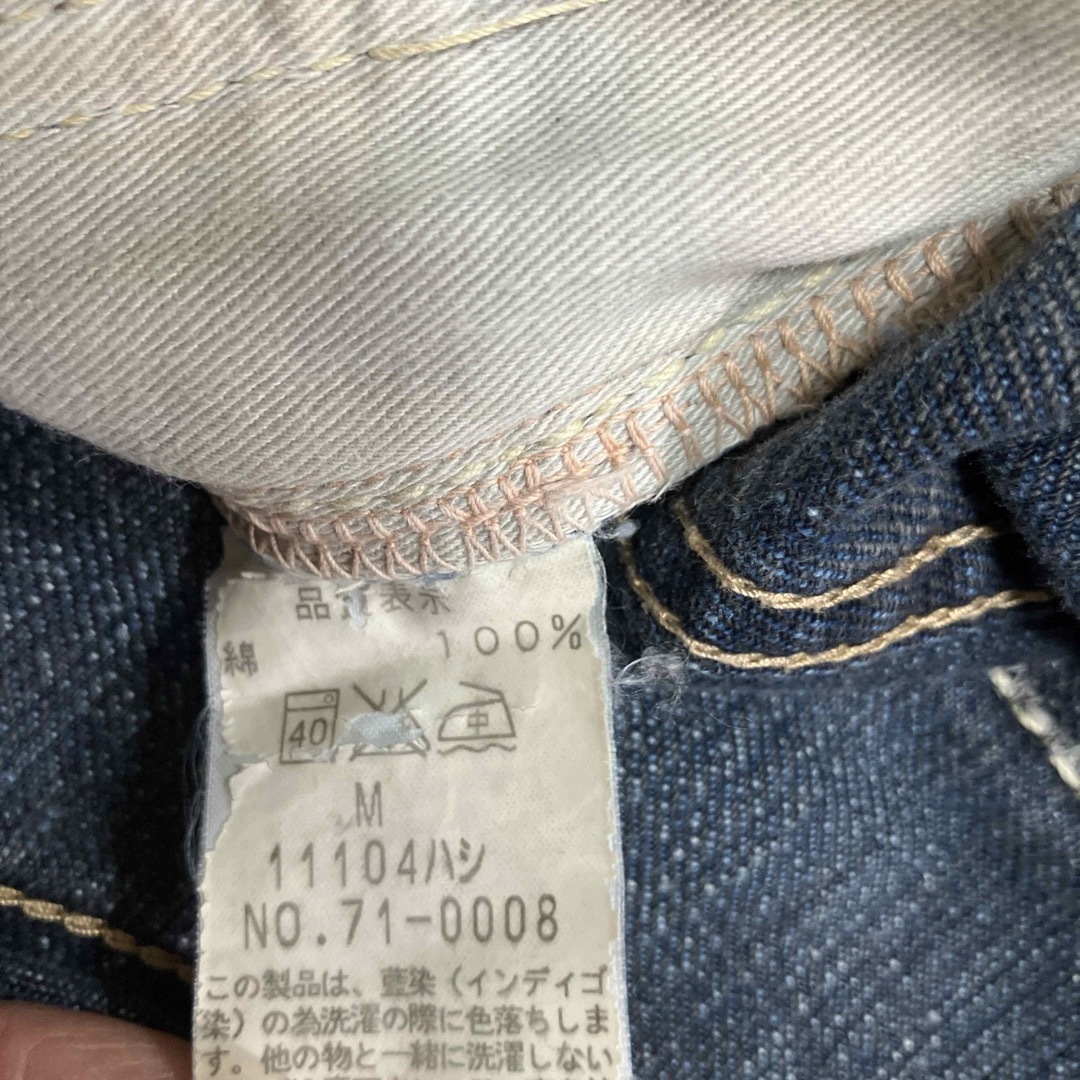 品質表示
綿 100%
40 中
M
11104ハシ
NO.71-0008
この製品は、藍染(インディゴ
染)の為洗濯の際に色落ちしま
す。他の物と一緒に洗濯しない